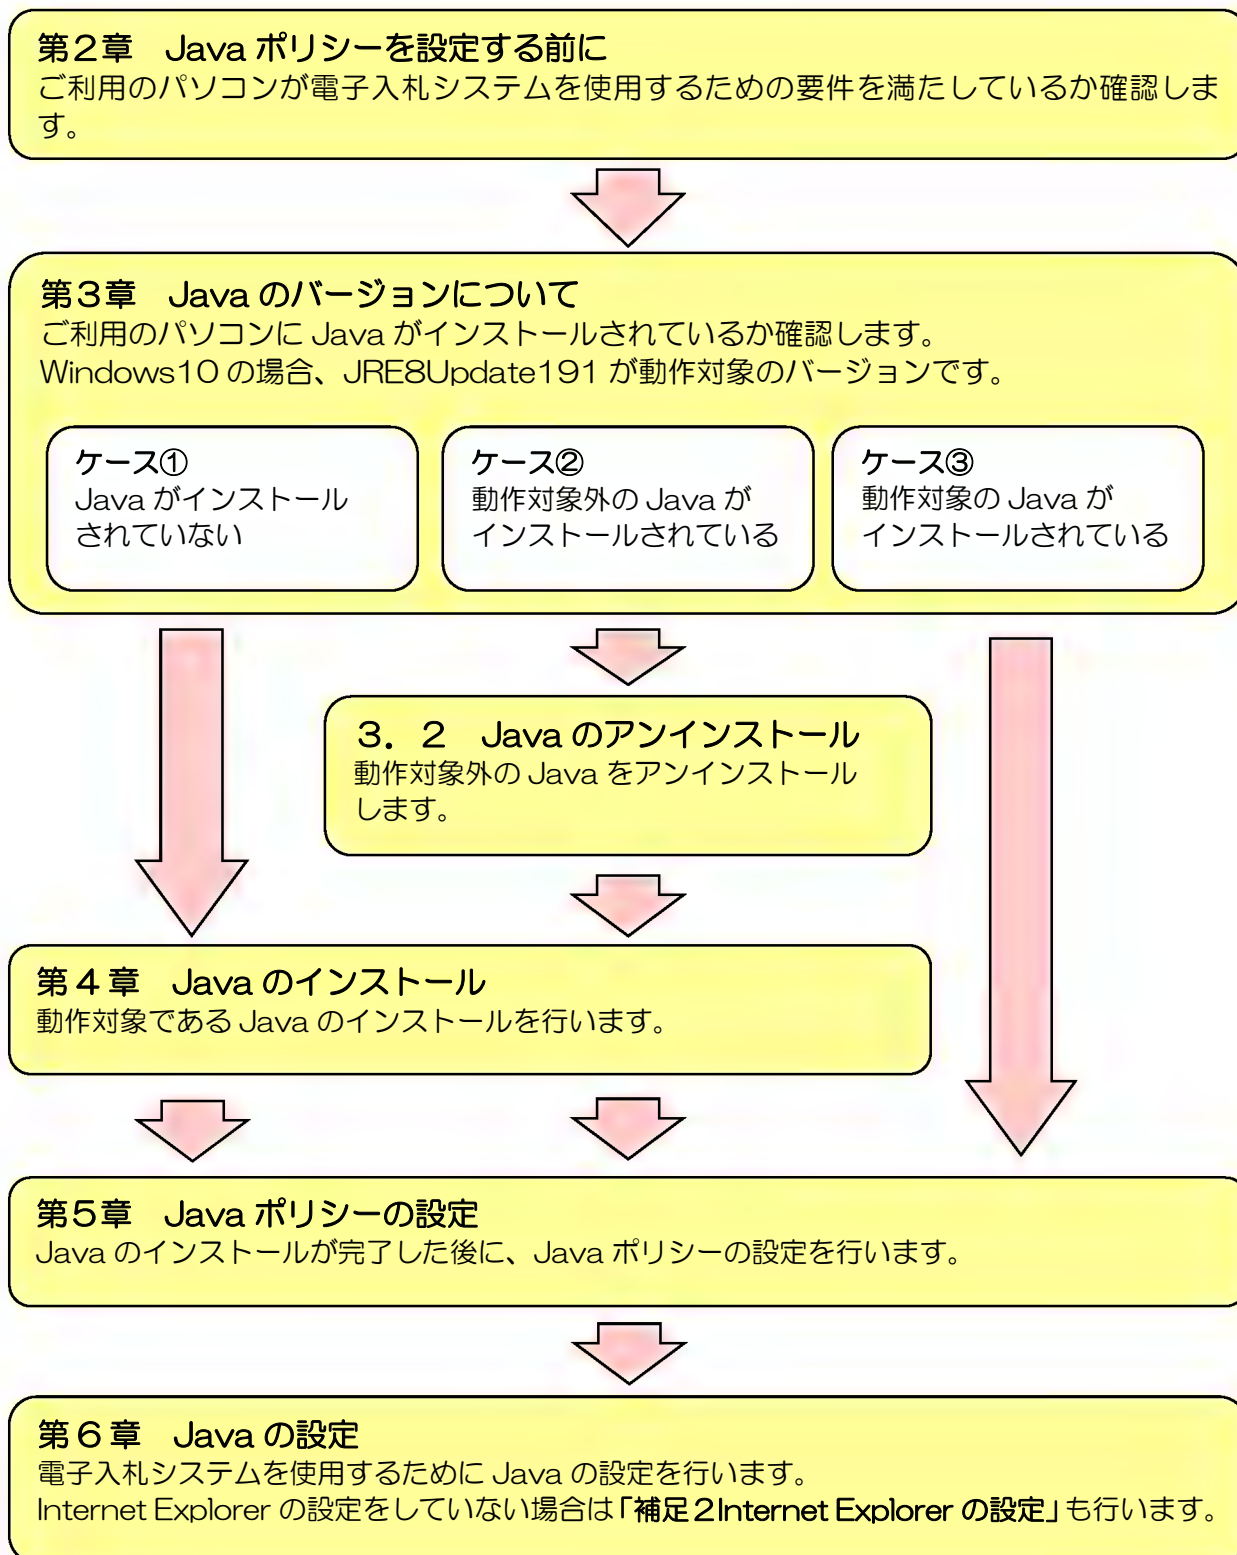 第2章　Java ポリシーを設定する前に
ご利用のパソコンが電子入札システムを使用するための要件を満たしているか確認しま
す。
第3章　Java のバージョンについて
ご利用のパソコンに Java がインストールされているか確認します。
Windows10 の場合、JRE8Update191 が動作対象のバージョンです。
ケース①
Java がインストール
されていない
ケース②
動作対象外の Java が
インストールされている
ケース③
動作対象の Java が
インストールされている
3．2　Java のアンインストール
動作対象外の Java をアンインストール
します。
第4章　Java のインストール
動作対象である Java のインストールを行います。
第5章　Java ポリシーの設定
Java のインストールが完了した後に、Java ポリシーの設定を行います。
第6章　Java の設定
電子入札システムを使用するために Java の設定を行います。
Internet Explorer の設定をしていない場合は「補足2Internet Explorer の設定」も行います。